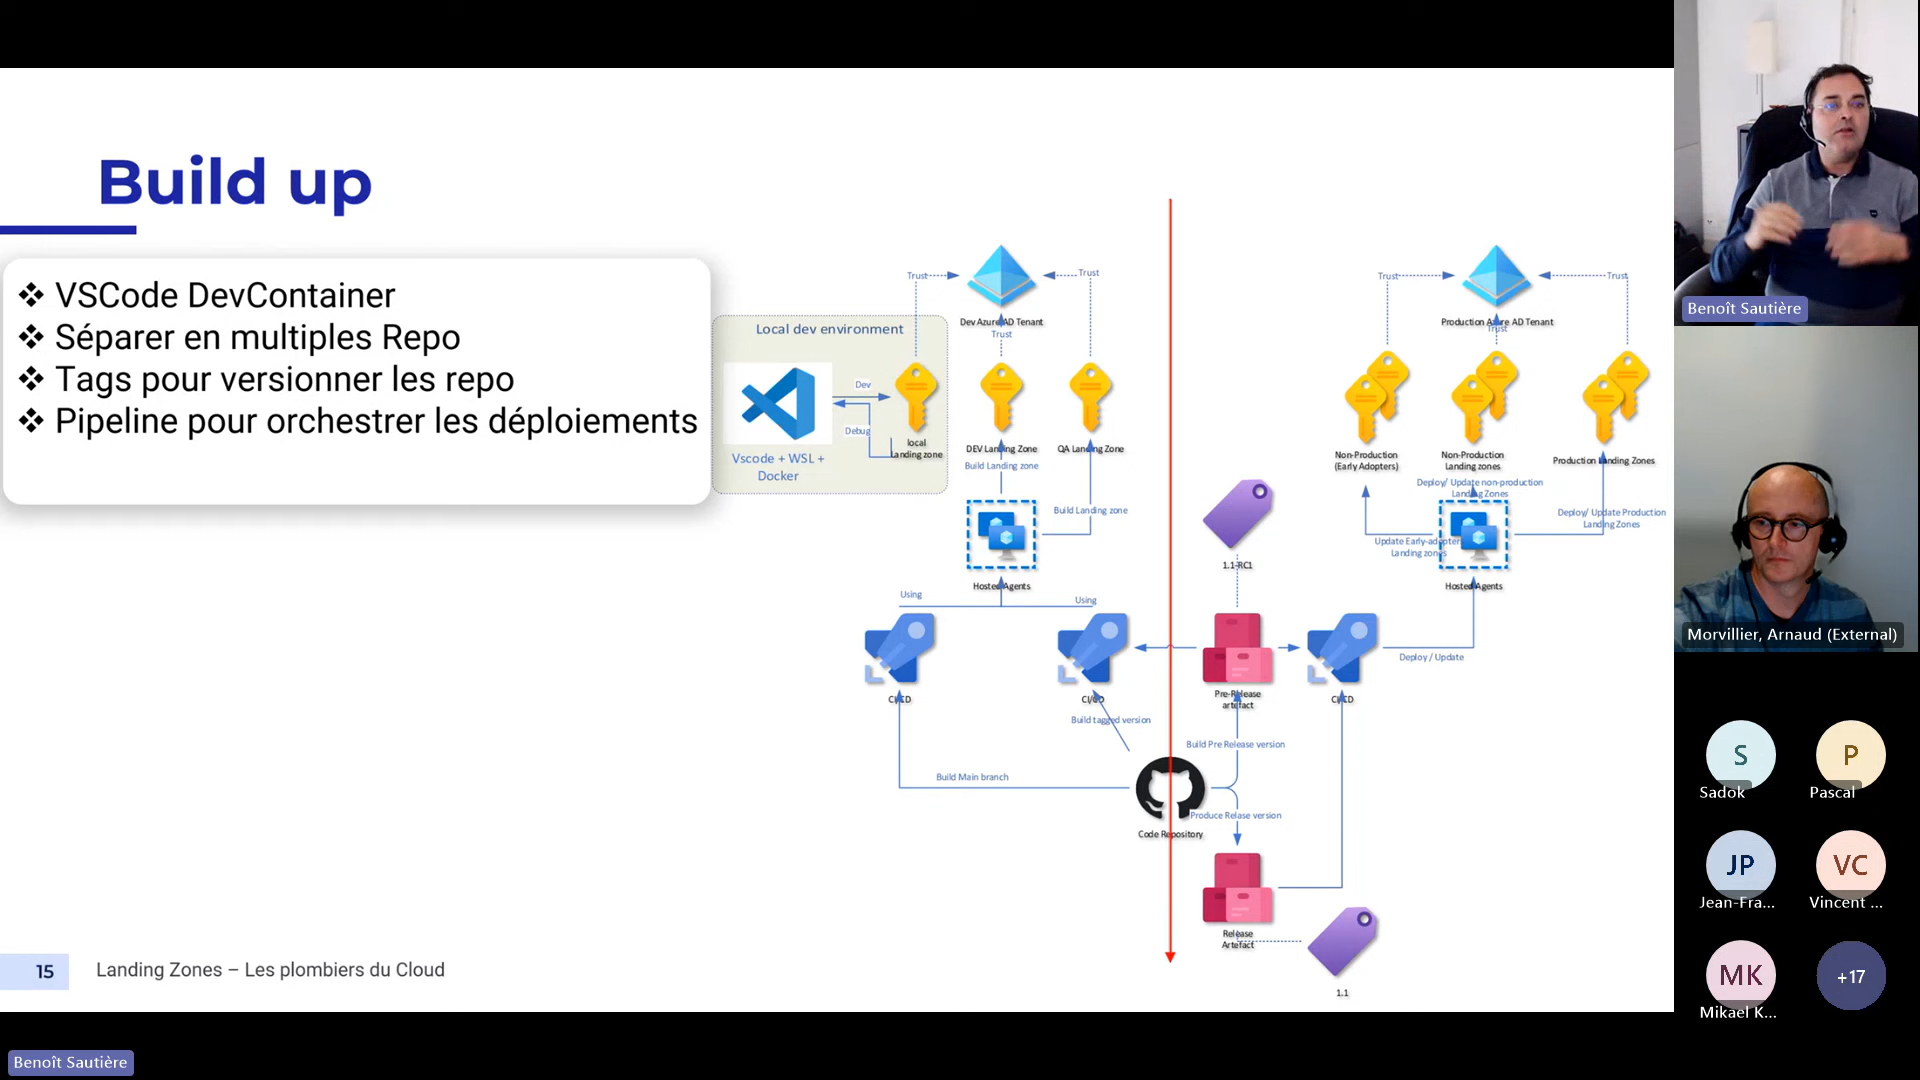 Build up
VSCode DevContainer
Séparer en multiples Repo
Tags pour versionner les repo
Pipeline pour orchestrer les déploiements
Local dev environment
Vscode + WSL +
Docker
Dev
Debug
local
landing zone
Trust
Trust
Dev Azure AD Tenant
Trust
DEV Landing Zone
QA Landing Zone
Build Landing zone
Build Landing zone
Hosted Agents
Using
Using
CI/CD
CI/CD
Build tagged version
Build Main branch
Code Repository
1.1-RC1
Pre-Release
artefact
Build Pre Release version
Produce Relase version
Release
Artefact
1.1
CI/CD
Deploy / Update
Trust
Trust
Production Azure AD Tenant
Trust
Non-Production
(Early Adopters)
Non-Production
Landing zones
Production Landing Zones
Deploy/ Update non-production
Landing Zones
Deploy/ Update Production
Landing Zones
Update Early-adopter
Landing zones
Hosted Agents
15
Landing Zones – Les plombiers du Cloud
Benoît Sautière
Benoît Sautière
Morvillier, Arnaud (External)
S
Sadok
P
Pascal
JP
Jean-Fra...
VC
Vincent ...
MK
Mikael K...
+17